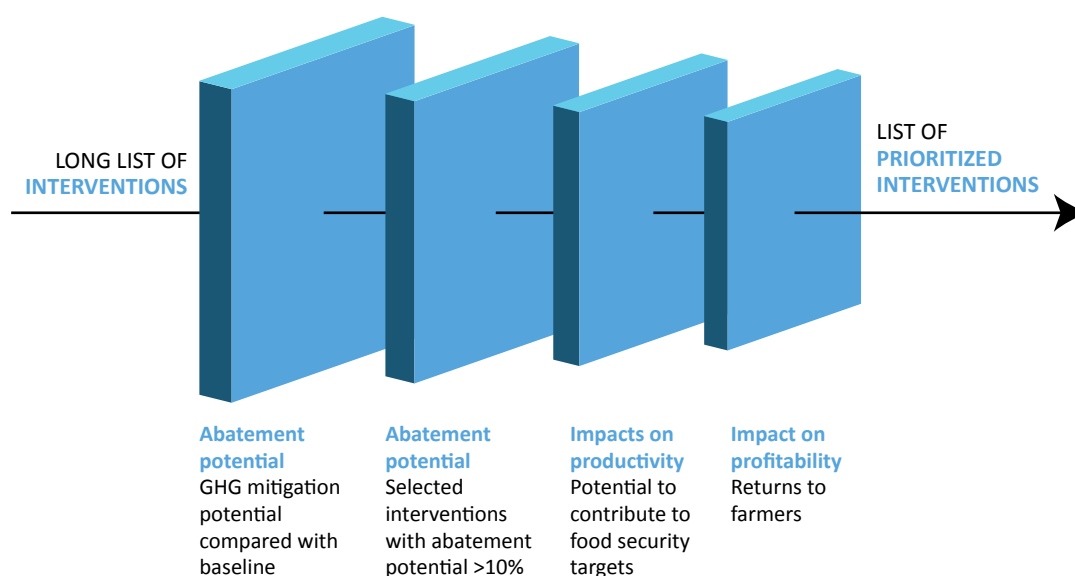 LONG LIST OF
INTERVENTIONS
LIST OF
PRIORITIZED
INTERVENTIONS
Abatement
potential
GHG mitigation
potential
compared with
baseline
Abatement
potential
Selected
interventions
with abatement
potential >10%
Impacts on
productivity
Potential to
contribute to
food security
targets
Impact on
profitability
Returns to
farmers